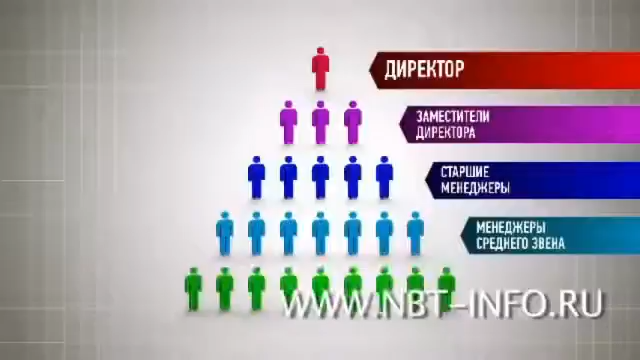 ДИРЕКТОР
ЗАМЕСТИТЕЛИ
ДИРЕКТОРА
СТАРШИЕ
МЕНЕДЖЕРЫ
МЕНЕДЖЕРЫ
СРЕДНЕГО ЗВЕНА
WWW.NBT-INFO.RU